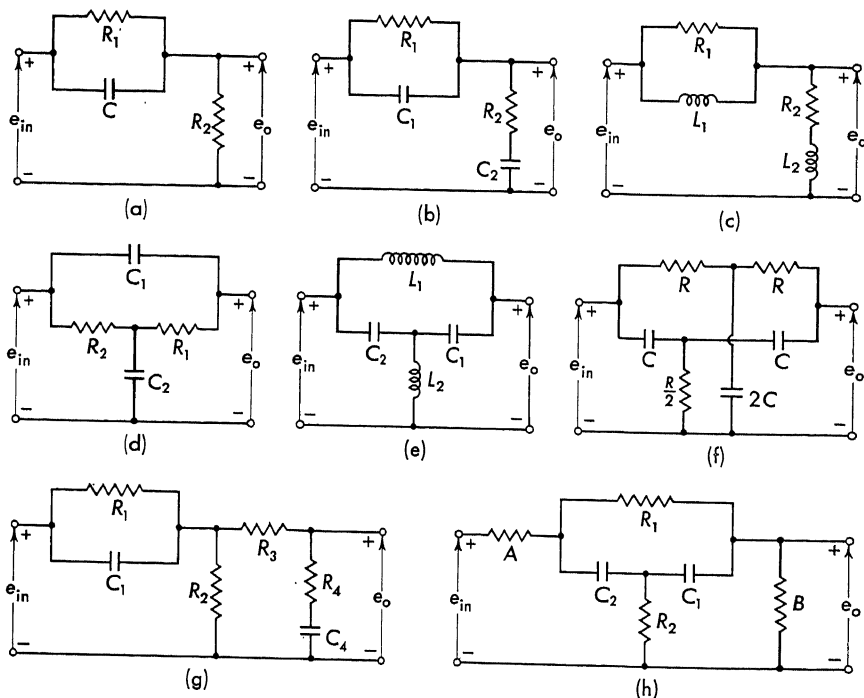 R1
+
+
C
R2
ein
eo
−
−
(a)
R1
+
+
C1
R2
ein
eo
C2
−
−
(b)
R1
+
+
L1
R2
ein
eo
L2
−
−
(c)
C1
+
+
R2
R1
ein
C2
eo
−
−
(d)
L1
+
+
C2
C1
ein
L2
eo
−
−
(e)
R
R
+
+
C
C
ein
R/2
2C
eo
−
−
(f)
R1
+
+
R3
C1
R2
R4
ein
eo
C4
−
−
(g)
R1
+
+
A
C2
C1
ein
R2
B
eo
−
−
(h)